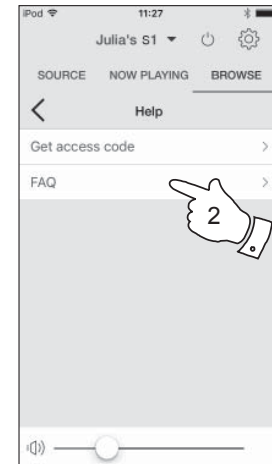 iPod 11:27
Julia's S1
SOURCE NOW PLAYING BROWSE
Help
Get access code
FAQ
2